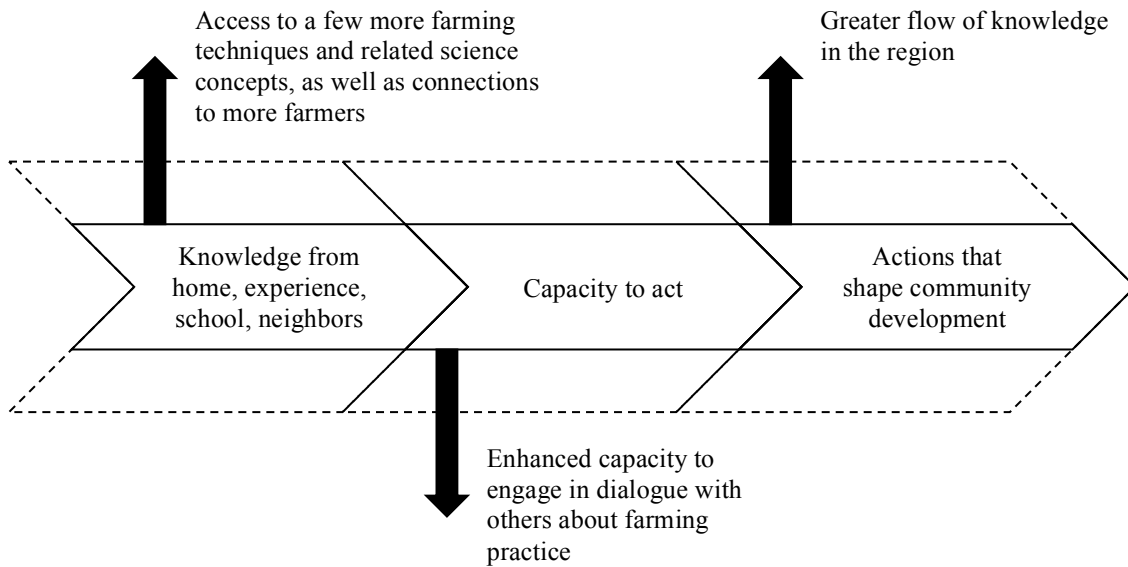 Access to a few more farming
techniques and related science
concepts, as well as connections
to more farmers
Greater flow of knowledge
in the region
Knowledge from
home, experience,
school, neighbors
Capacity to act
Actions that
shape community
development
Enhanced capacity to
engage in dialogue with
others about farming
practice